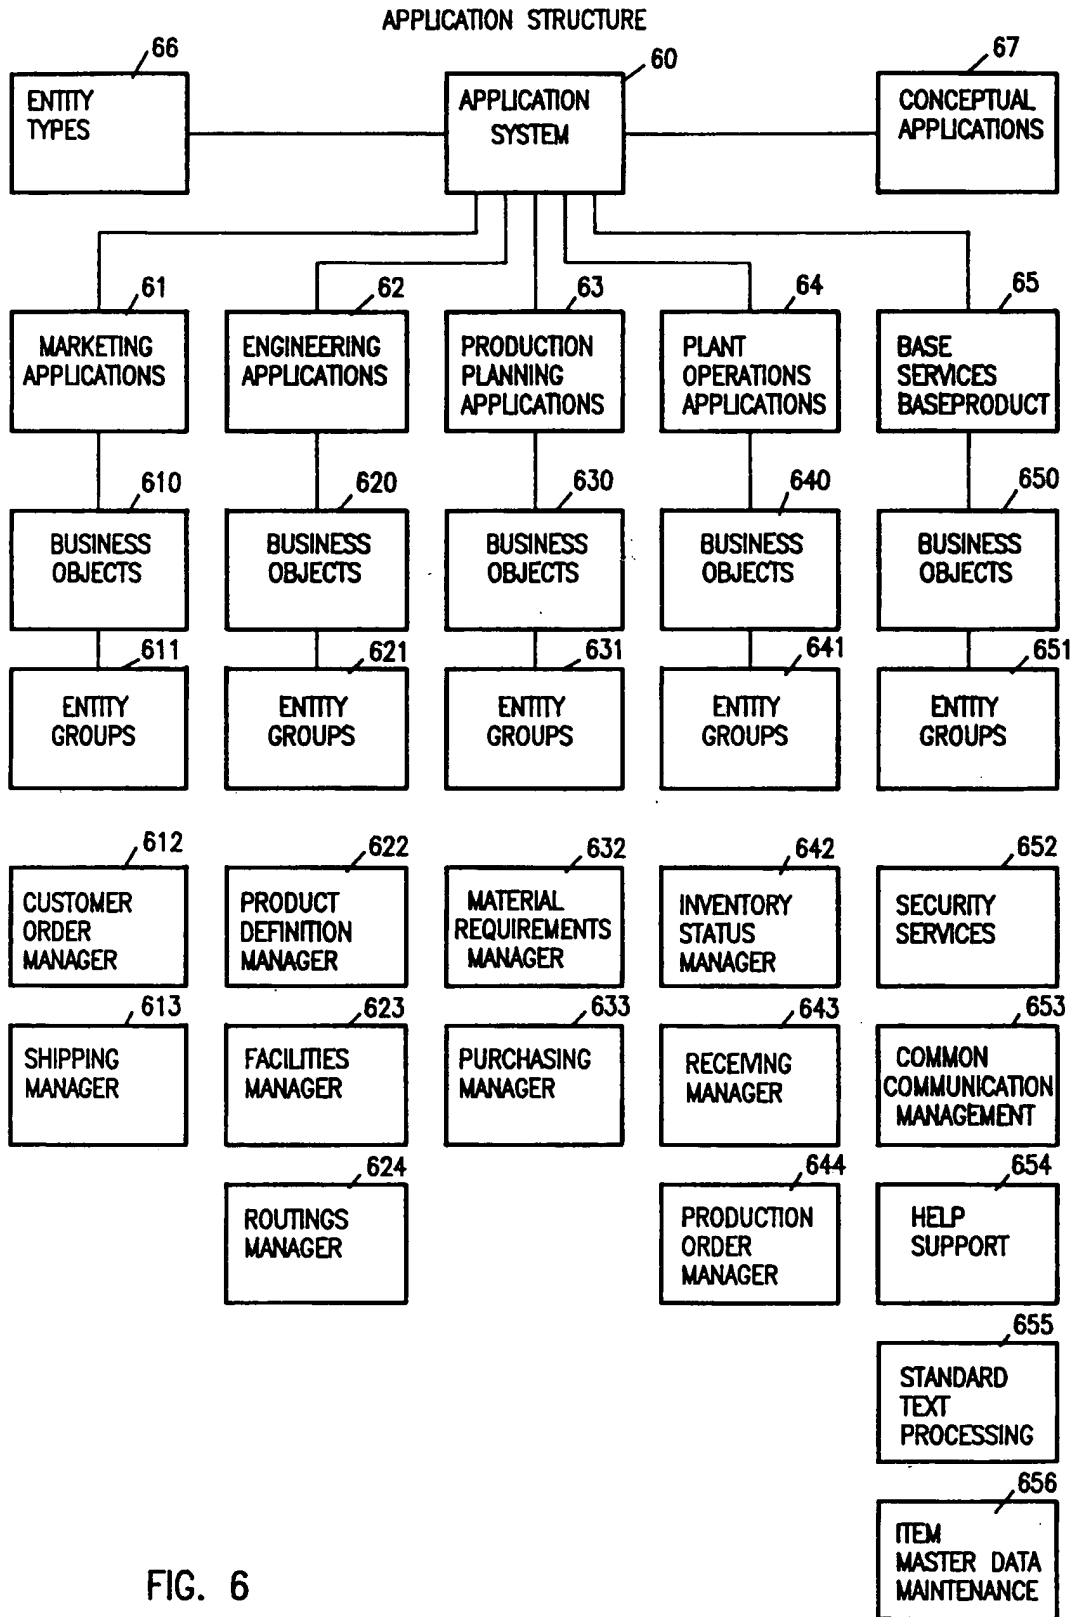 APPLICATION STRUCTURE
66
60
67
ENTITY
TYPES
APPLICATION
SYSTEM
CONCEPTUAL
APPLICATIONS
61
62
63
64
65
MARKETING
APPLICATIONS
ENGINEERING
APPLICATIONS
PRODUCTION
PLANNING
APPLICATIONS
PLANT
OPERATIONS
APPLICATIONS
BASE
SERVICES
BASEPRODUCT
610
620
630
640
650
BUSINESS
OBJECTS
BUSINESS
OBJECTS
BUSINESS
OBJECTS
BUSINESS
OBJECTS
BUSINESS
OBJECTS
611
621
631
641
651
ENTITY
GROUPS
ENTITY
GROUPS
ENTITY
GROUPS
ENTITY
GROUPS
ENTITY
GROUPS
612
622
632
642
652
CUSTOMER
ORDER
MANAGER
PRODUCT
DEFINITION
MANAGER
MATERIAL
REQUIREMENTS
MANAGER
INVENTORY
STATUS
MANAGER
SECURITY
SERVICES
613
623
633
643
653
SHIPPING
MANAGER
FACILITIES
MANAGER
PURCHASING
MANAGER
RECEIVING
MANAGER
COMMON
COMMUNICATION
MANAGEMENT
624
644
654
ROUTINGS
MANAGER
PRODUCTION
ORDER
MANAGER
HELP
SUPPORT
655
STANDARD
TEXT
PROCESSING
656
ITEM
MASTER DATA
MAINTENANCE
FIG. 6